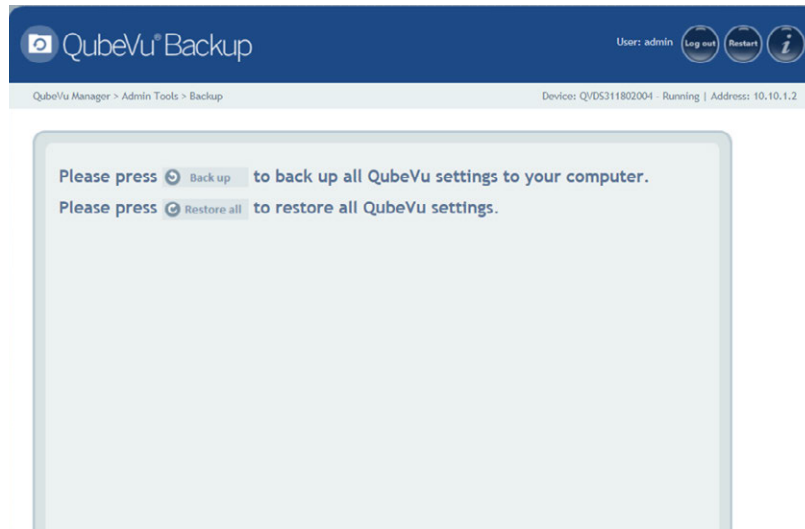 QubeVu® Backup
User: admin
Log out
Restart
i
QubeVu Manager > Admin Tools > Backup
Device: QVDS311802004 - Running | Address: 10.10.1.2
Please press Back up to back up all QubeVu settings to your computer.
Please press Restore all to restore all QubeVu settings.